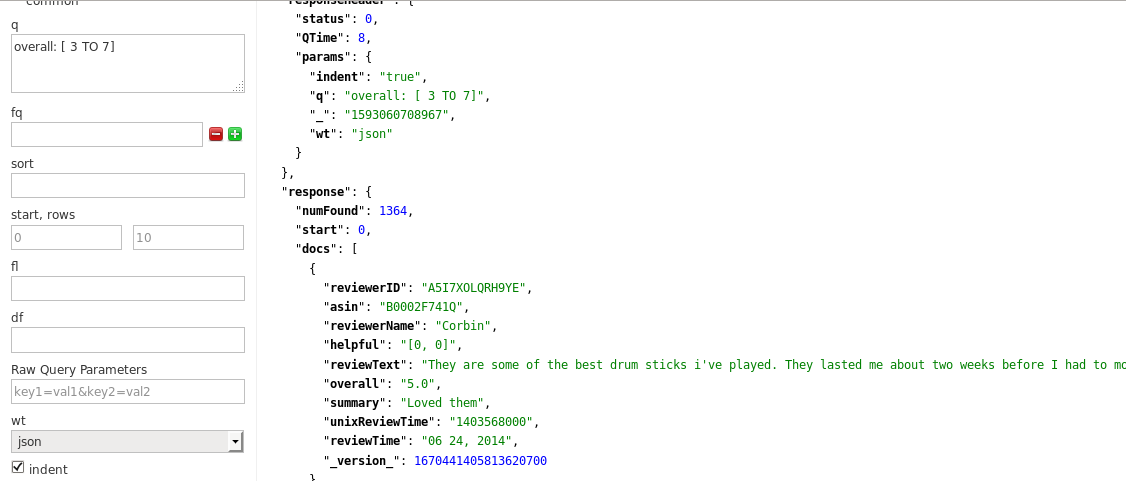 common
q
overall: [ 3 TO 7]
fq
sort
start, rows
0 10
fl
df
Raw Query Parameters
key1=val1&key2=val2
wt
json
indent
"responseHeader": {
"status": 0,
"QTime": 8,
"params": {
"indent": "true",
"q": "overall: [ 3 TO 7]",
"_": "1593060708967",
"wt": "json"
}
},
"response": {
"numFound": 1364,
"start": 0,
"docs": [
{
"reviewerID": "A5I7XOLQRH9YE",
"asin": "B0002F741Q",
"reviewerName": "Corbin",
"helpful": "[0, 0]",
"reviewText": "They are some of the best drum sticks i've played. They lasted me about two weeks before I had to mo
"overall": "5.0",
"summary": "Loved them",
"unixReviewTime": "1403568000",
"reviewTime": "06 24, 2014",
"_version_": 1670441405813620700
}